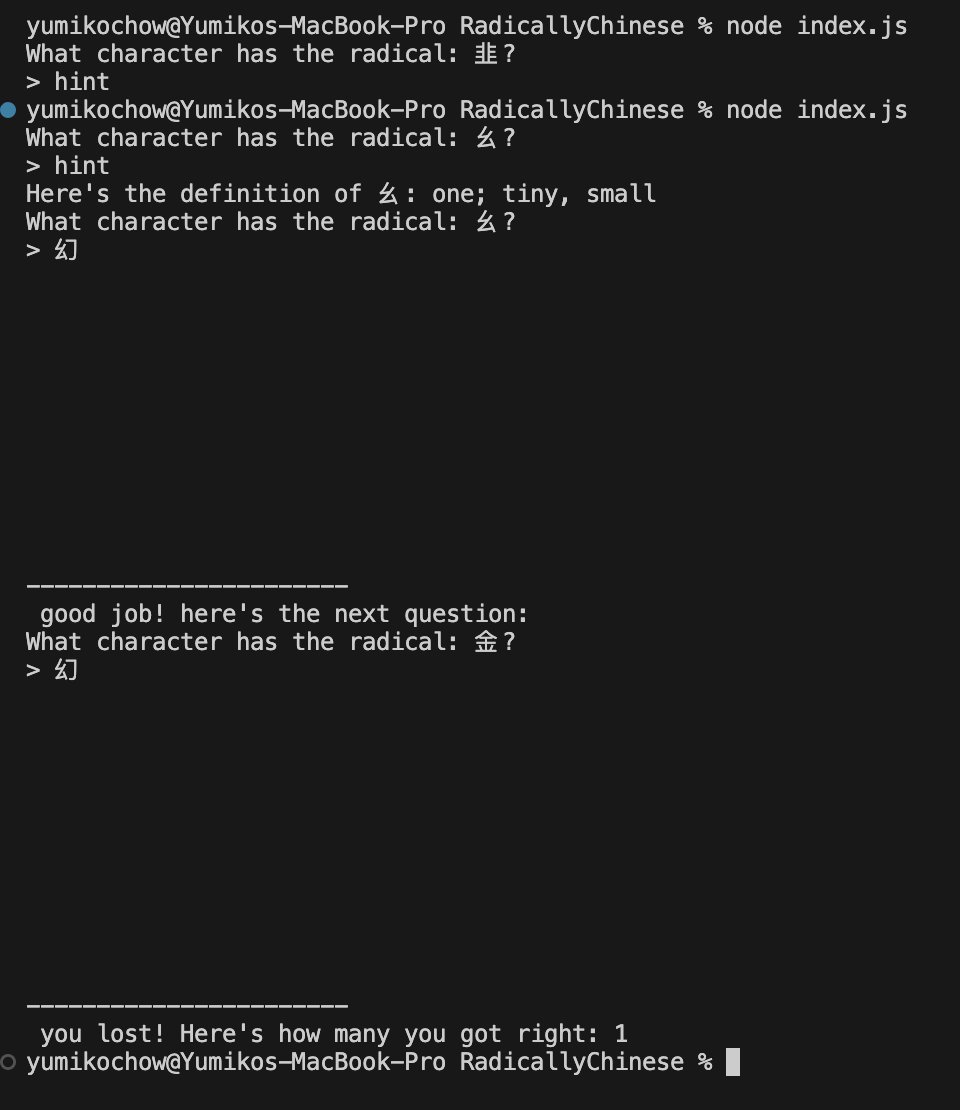 yumikochow@Yumikos-MacBook-Pro RadicallyChinese % node index.js
What character has the radical: 韭?
> hint
yumikochow@Yumikos-MacBook-Pro RadicallyChinese % node index.js
What character has the radical: 幺?
> hint
Here's the definition of 幺: one; tiny, small
What character has the radical: 幺?
> 幻
_______________________
good job! here's the next question:
What character has the radical: 金?
> 幻
_______________________
you lost! Here's how many you got right: 1
yumikochow@Yumikos-MacBook-Pro RadicallyChinese %